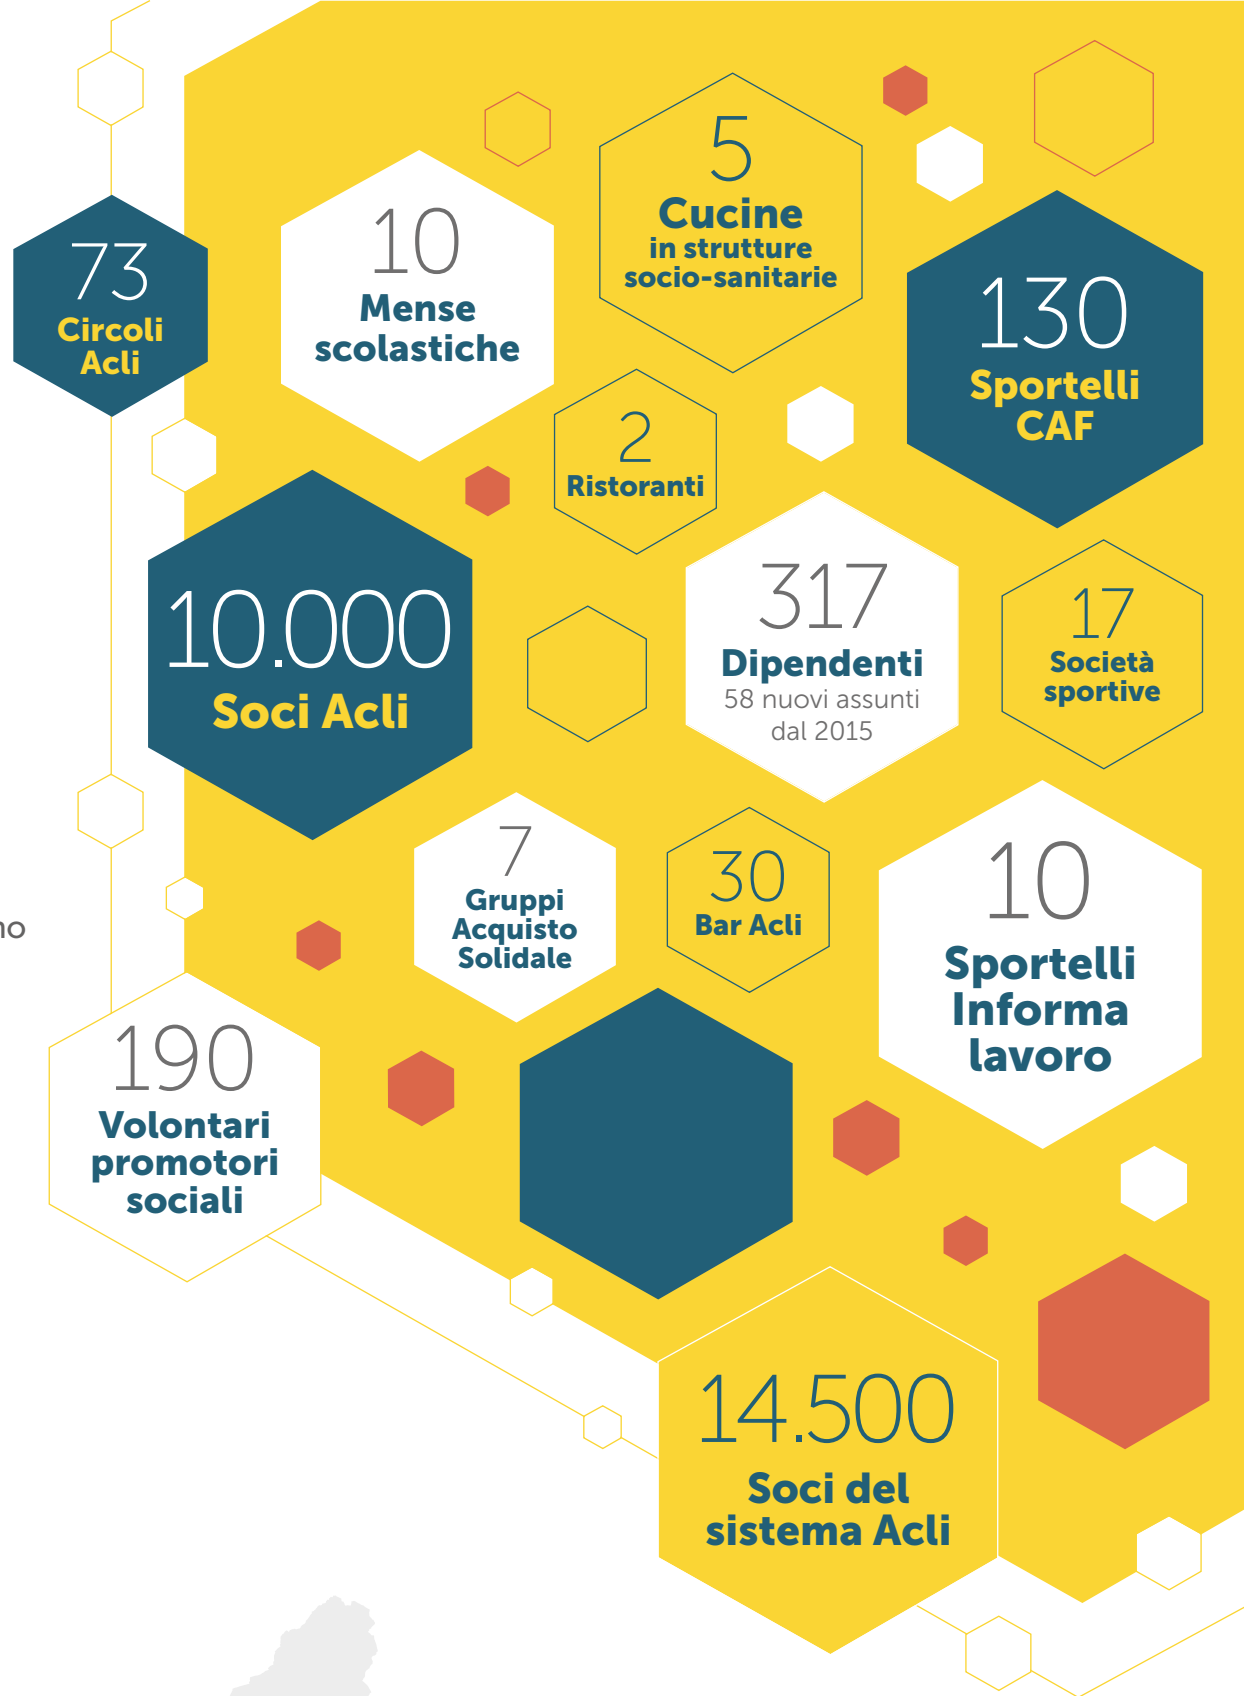 5
Cucine
in strutture
socio-sanitarie
10
Mense
scolastiche
73
Circoli
Acli
130
Sportelli
CAF
2
Ristoranti
10.000
Soci Acli
317
Dipendenti
58 nuovi assunti
dal 2015
17
Società
sportive
7
Gruppi
Acquisto
Solidale
30
Bar Acli
10
Sportelli
Informa
lavoro
190
Volontari
promotori
sociali
14.500
Soci del
sistema Acli